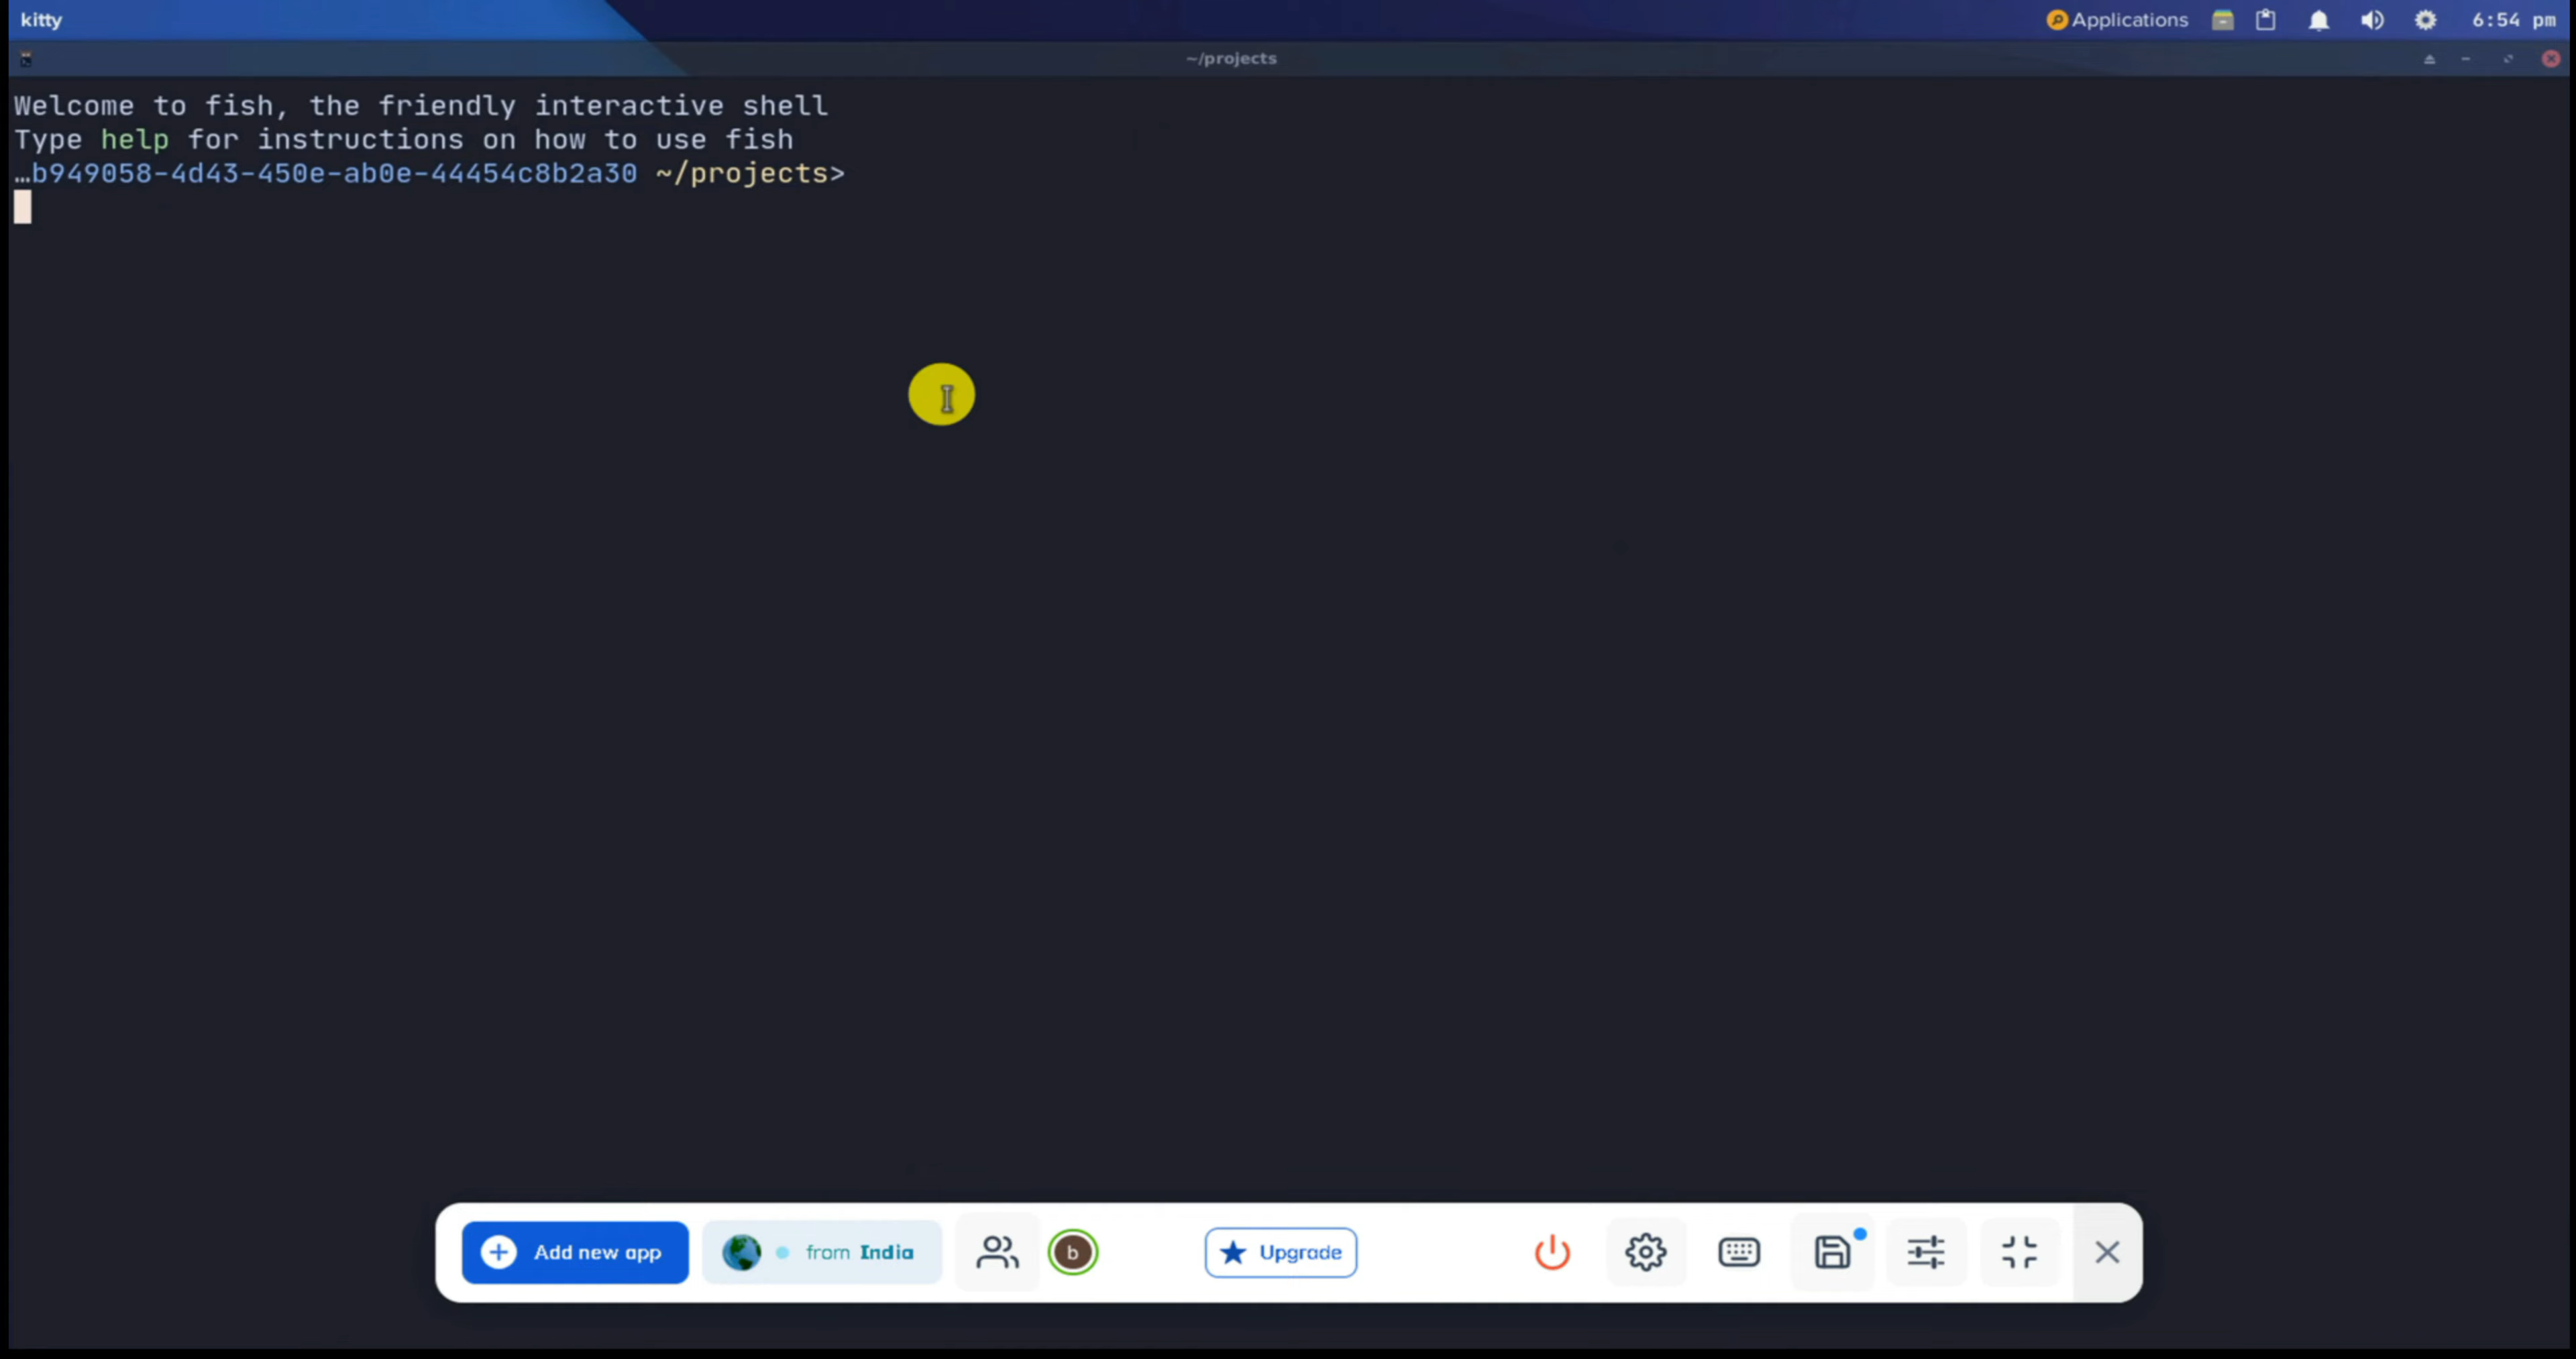 kitty
Applications
6:54 pm
~/projects
Welcome to fish, the friendly interactive shell
Type help for instructions on how to use fish
…b949058-4d43-450e-ab0e-44454c8b2a30 ~/projects>
Add new app
from India
b
Upgrade